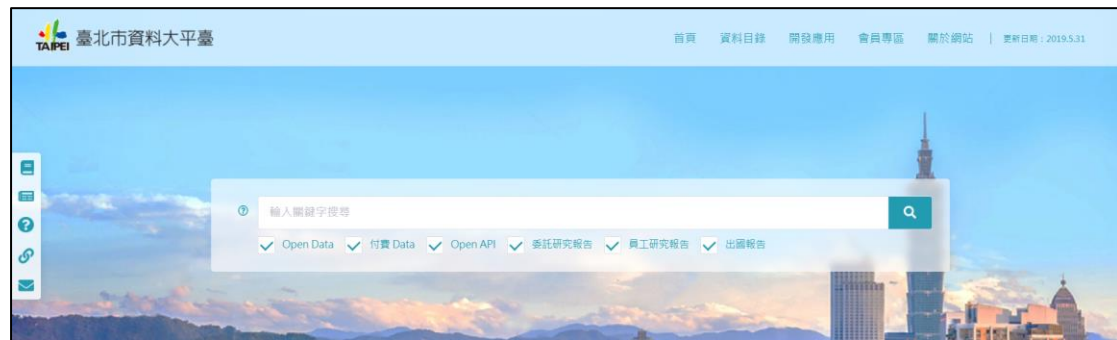 TAIPEI 臺北市資料大平臺
首頁 資料目錄 開發應用 會員專區 關於網站 | 更新日期：2019.5.31
輸入關鍵字搜尋
Open Data 付費 Data Open API 委託研究報告 員工研究報告 出國報告